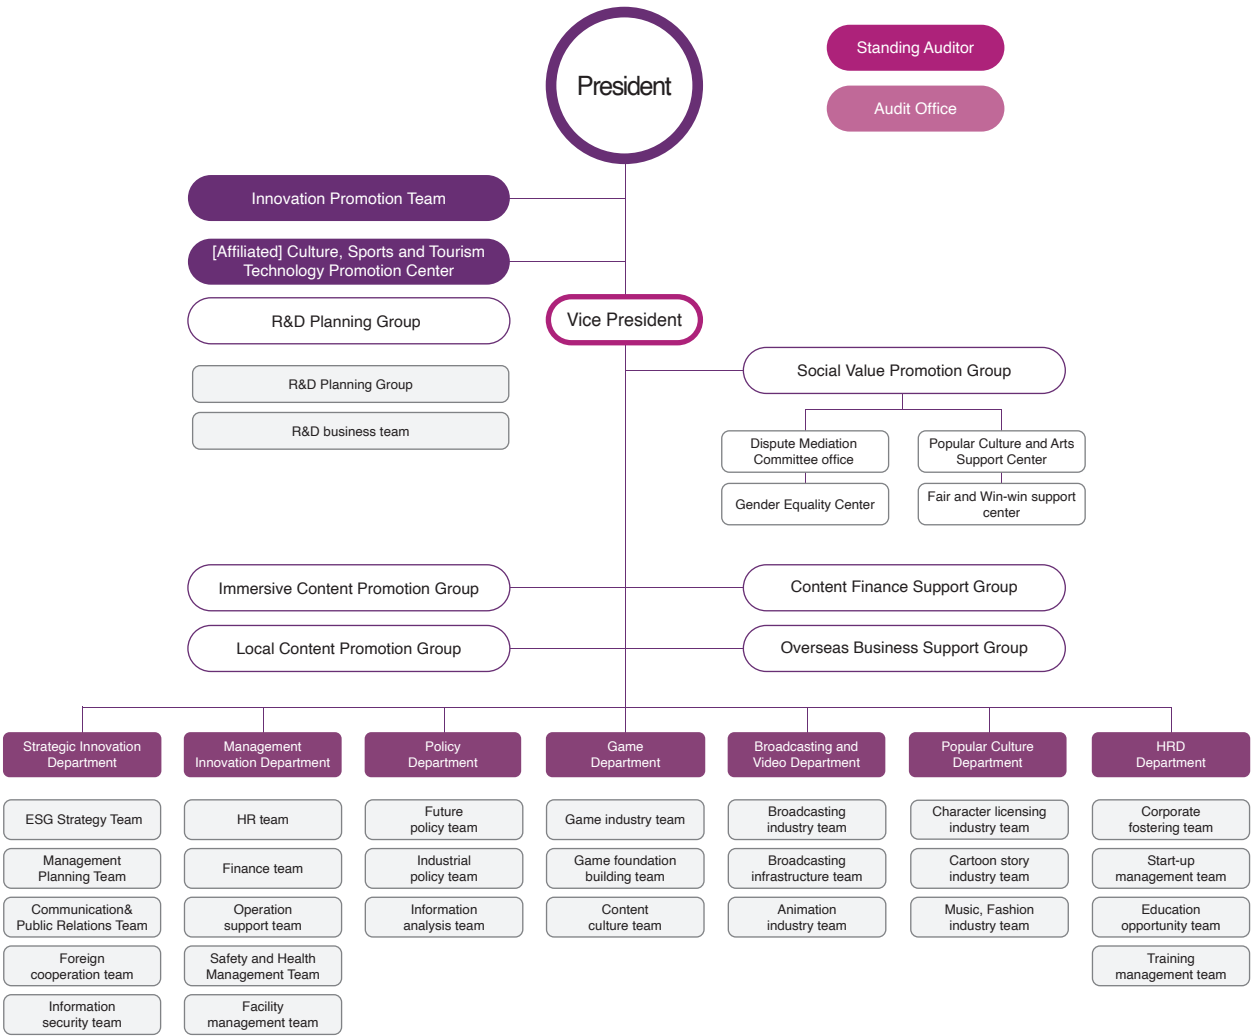 President
Standing Auditor
Audit Office
Innovation Promotion Team
[Affiliated] Culture, Sports and Tourism
Technology Promotion Center
R&D Planning Group
Vice President
R&D Planning Group
R&D business team
Social Value Promotion Group
Dispute Mediation
Committee office
Popular Culture and Arts
Support Center
Gender Equality Center
Fair and Win-win support
center
Immersive Content Promotion Group
Content Finance Support Group
Local Content Promotion Group
Overseas Business Support Group
Strategic Innovation
Department
ESG Strategy Team
Management
Planning Team
Communication&
Public Relations Team
Foreign
cooperation team
Information
security team
Management
Innovation Department
HR team
Finance team
Operation
support team
Safety and Health
Management Team
Facility
management team
Policy
Department
Future
policy team
Industrial
policy team
Information
analysis team
Game
Department
Game industry team
Game foundation
building team
Content
culture team
Broadcasting and
Video Department
Broadcasting
industry team
Broadcasting
infrastructure team
Animation
industry team
Popular Culture
Department
Character licensing
industry team
Cartoon story
industry team
Music, Fashion
industry team
HRD
Department
Corporate
fostering team
Start-up
management team
Education
opportunity team
Training
management team